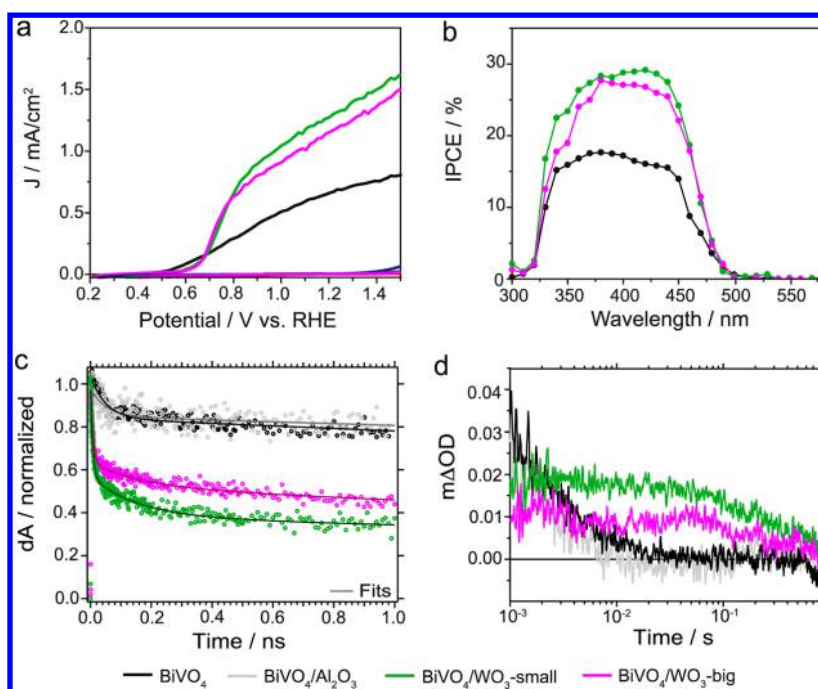 a
2.0
1.5
1.0
0.5
0.0
J / mA/cm²
0.2 0.4 0.6 0.8 1.0 1.2 1.4
Potential / V vs. RHE
b
30
20
10
0
IPCE / %
300 350 400 450 500 550
Wavelength / nm
c
1.0
0.8
0.6
0.4
0.2
0.0
dA / normalized
Fits
0.0 0.2 0.4 0.6 0.8 1.0
Time / ns
d
0.04
0.03
0.02
0.01
0.00
mΔOD
10⁻³ 10⁻² 10⁻¹
Time / s
BiVO₄ BiVO₄/Al₂O₃ BiVO₄/WO₃-small BiVO₄/WO₃-big